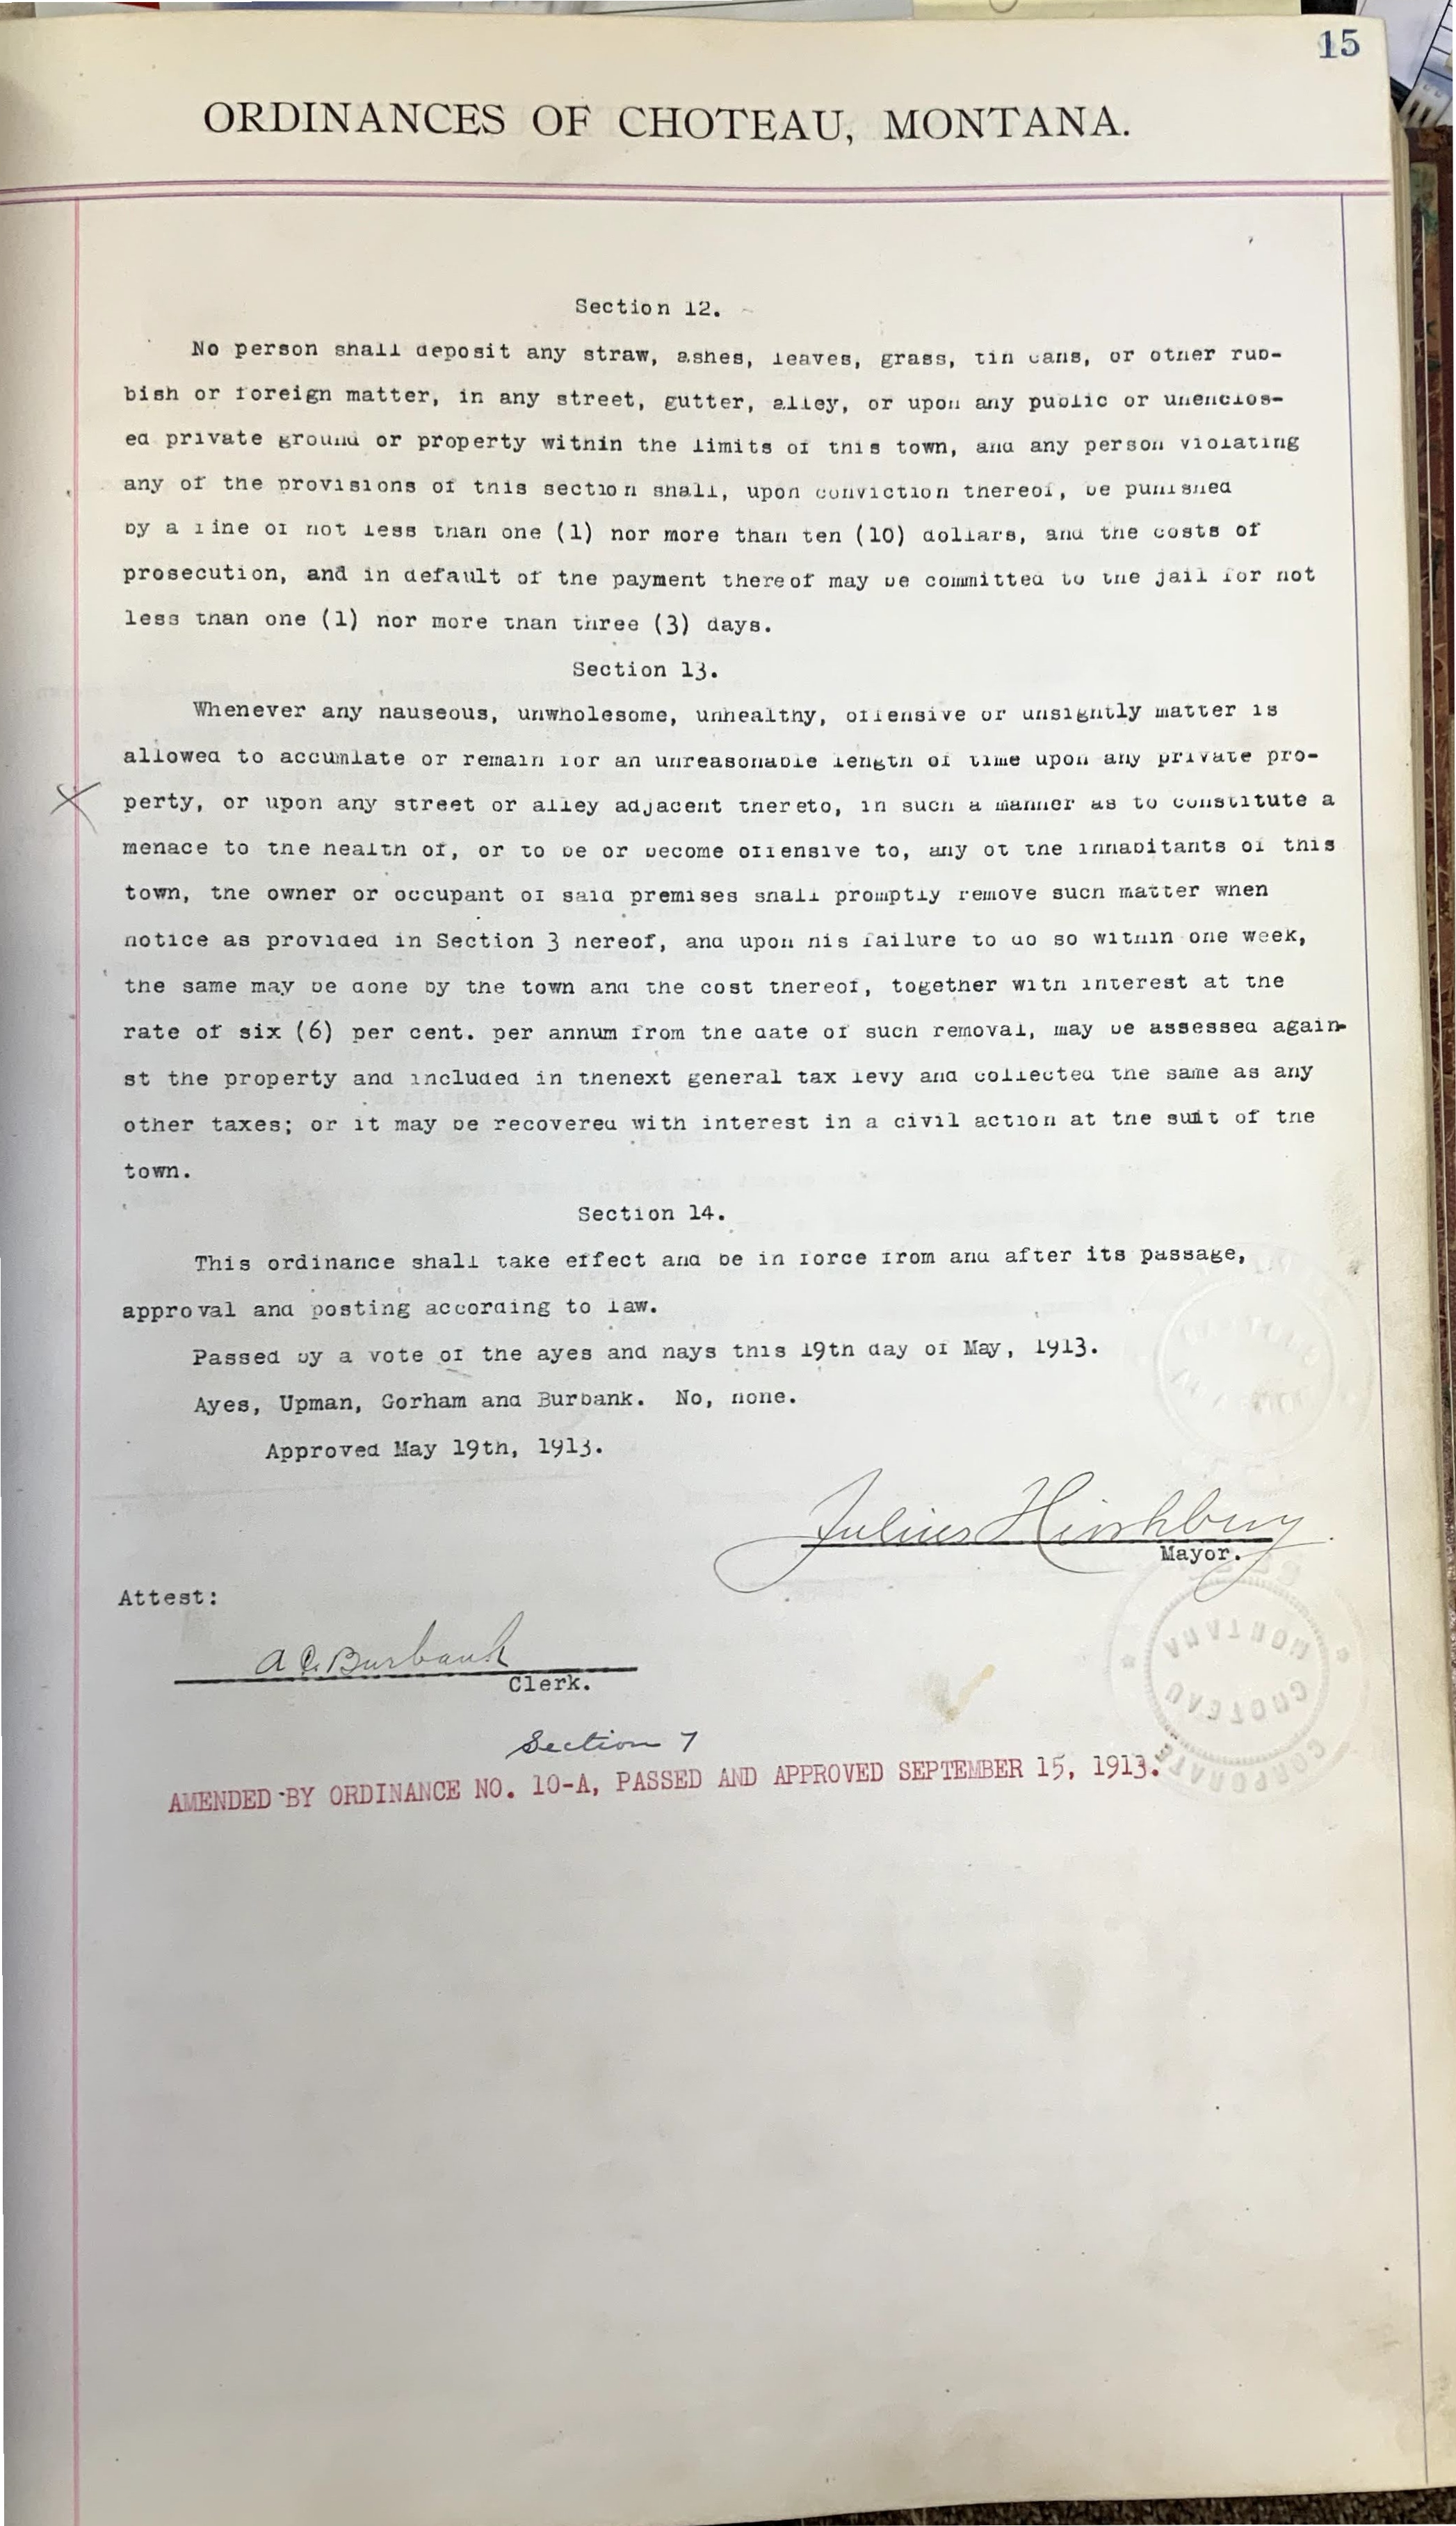 15
ORDINANCES OF CHOTEAU, MONTANA.
Section 12.
No person shall deposit any straw, ashes, leaves, grass, tin cans, or other rub-
bish or foreign matter, in any street, gutter, alley, or upon any public or unenclos-
ed private ground or property within the limits of this town, and any person violating
any of the provisions of this section shall, upon conviction thereof, be punished
by a fine of not less than one (1) nor more than ten (10) dollars, and the costs of
prosecution, and in default of the payment thereof may be committed to the jail for not
less than one (1) nor more than three (3) days.
Section 13.
Whenever any nauseous, unwholesome, unhealthy, offensive or unsightly matter is
allowed to accumlate or remain for an unreasonable length of time upon any private pro-
perty, or upon any street or alley adjacent thereto, in such a manner as to constitute a
menace to the health of, or to be or become offensive to, any of the inhabitants of this
town, the owner or occupant of said premises shall promptly remove such matter when
notice as provided in Section 3 hereof, and upon his failure to do so within one week,
the same may be done by the town and the cost thereof, together with interest at the
rate of six (6) per cent. per annum from the date of such removal, may be assessed again-
st the property and included in thenext general tax levy and collected the same as any
other taxes; or it may be recovered with interest in a civil action at the suit of the
town.
Section 14.
This ordinance shall take effect and be in force from and after its passage,
approval and posting according to law.
Passed by a vote of the ayes and nays this 19th day of May, 1913.
Ayes, Upman, Gorham and Burbank. No, none.
Approved May 19th, 1913.
Julius Hirshberg
Mayor.
Attest:
A C. Burbank
Clerk.
MONTANA
CHOTEAU
CORPORATE
Section 7
AMENDED BY ORDINANCE NO. 10-A, PASSED AND APPROVED SEPTEMBER 15, 1913.